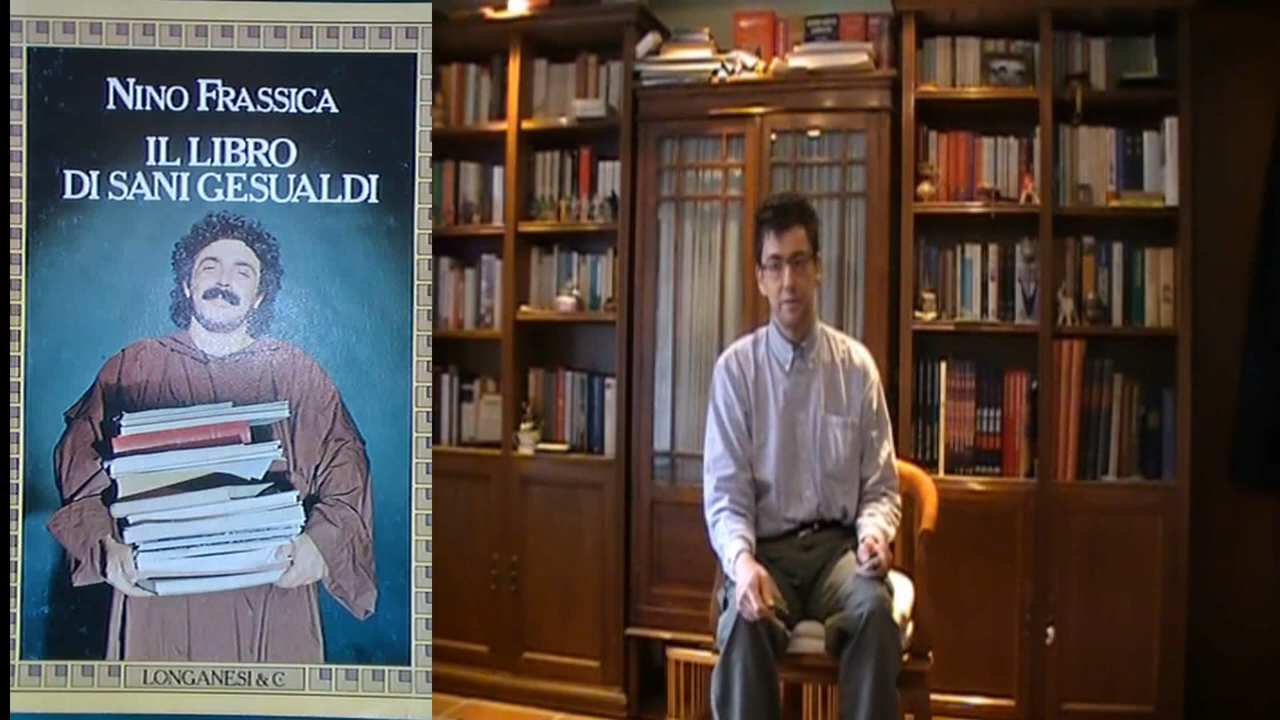 NINO FRASSICA
IL LIBRO
DI SANI GESUALDI
LONGANESI & C